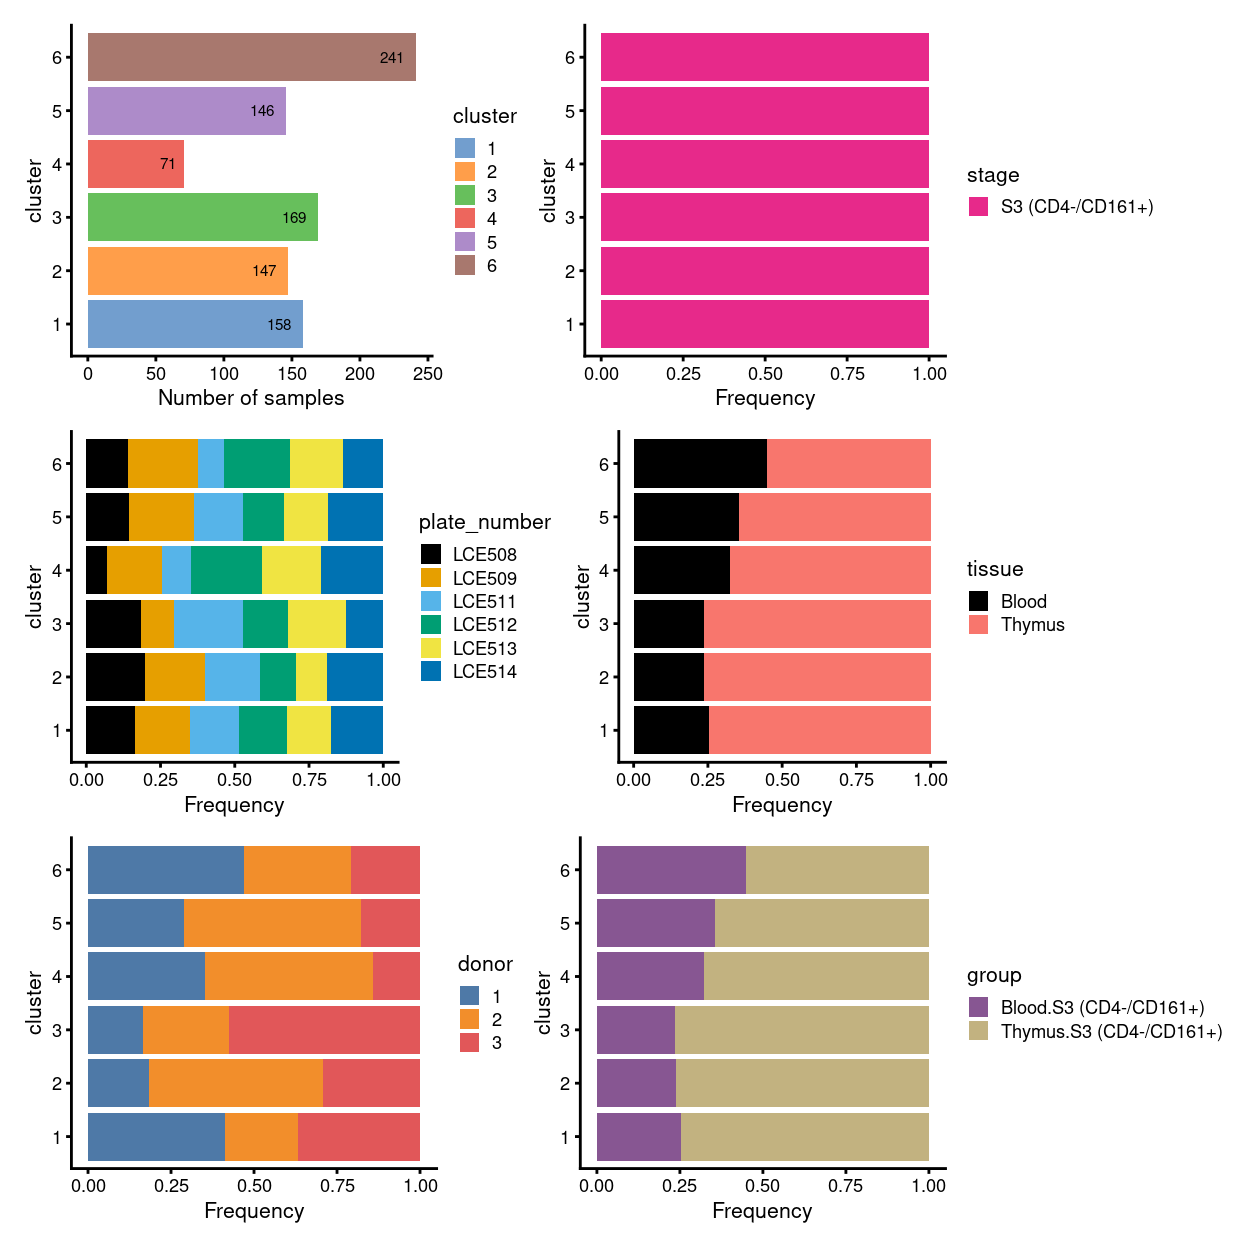 cluster
6
5
4
3
2
1
241
146
71
169
147
158
0 50 100 150 200 250
Number of samples
cluster
1
2
3
4
5
6
cluster
6
5
4
3
2
1
0.00 0.25 0.50 0.75 1.00
Frequency
stage
S3 (CD4-/CD161+)
cluster
6
5
4
3
2
1
0.00 0.25 0.50 0.75 1.00
Frequency
plate_number
LCE508
LCE509
LCE511
LCE512
LCE513
LCE514
cluster
6
5
4
3
2
1
0.00 0.25 0.50 0.75 1.00
Frequency
tissue
Blood
Thymus
cluster
6
5
4
3
2
1
0.00 0.25 0.50 0.75 1.00
Frequency
donor
1
2
3
cluster
6
5
4
3
2
1
0.00 0.25 0.50 0.75 1.00
Frequency
group
Blood.S3 (CD4-/CD161+)
Thymus.S3 (CD4-/CD161+)